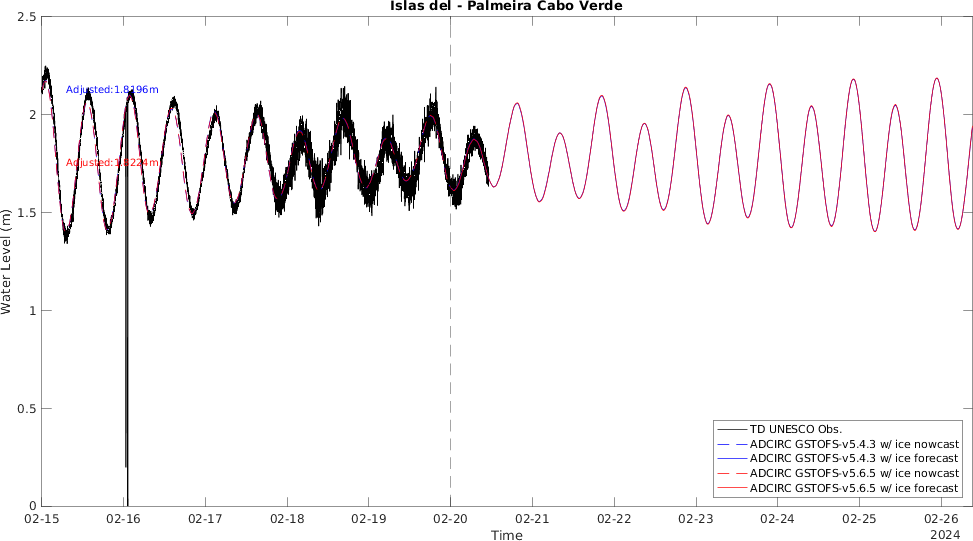 Islas del - Palmeira Cabo Verde
2.5
2
1.5
1
0.5
0
Water Level (m)
Adjusted:1.8196m
Adjusted:1.8224m
TD UNESCO Obs.
ADCIRC GSTOFS-v5.4.3 w/ ice nowcast
ADCIRC GSTOFS-v5.4.3 w/ ice forecast
ADCIRC GSTOFS-v5.6.5 w/ ice nowcast
ADCIRC GSTOFS-v5.6.5 w/ ice forecast
02-15 02-16 02-17 02-18 02-19 02-20 02-21 02-22 02-23 02-24 02-25 02-26
Time
2024